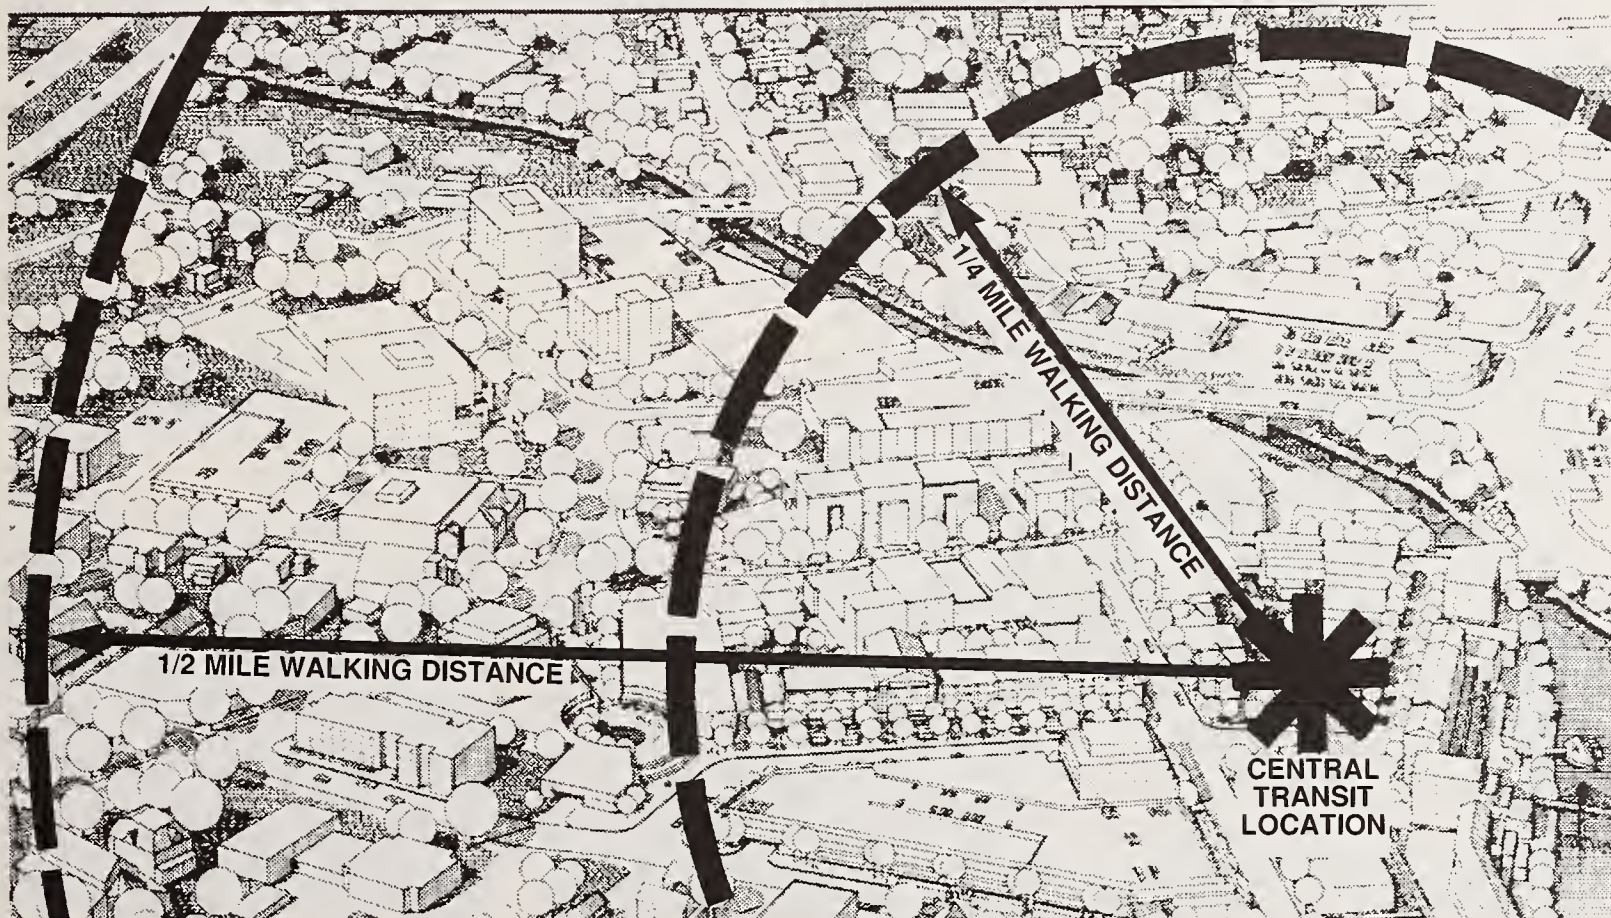 1/4 MILE WALKING DISTANCE
1/2 MILE WALKING DISTANCE
CENTRAL
TRANSIT
LOCATION